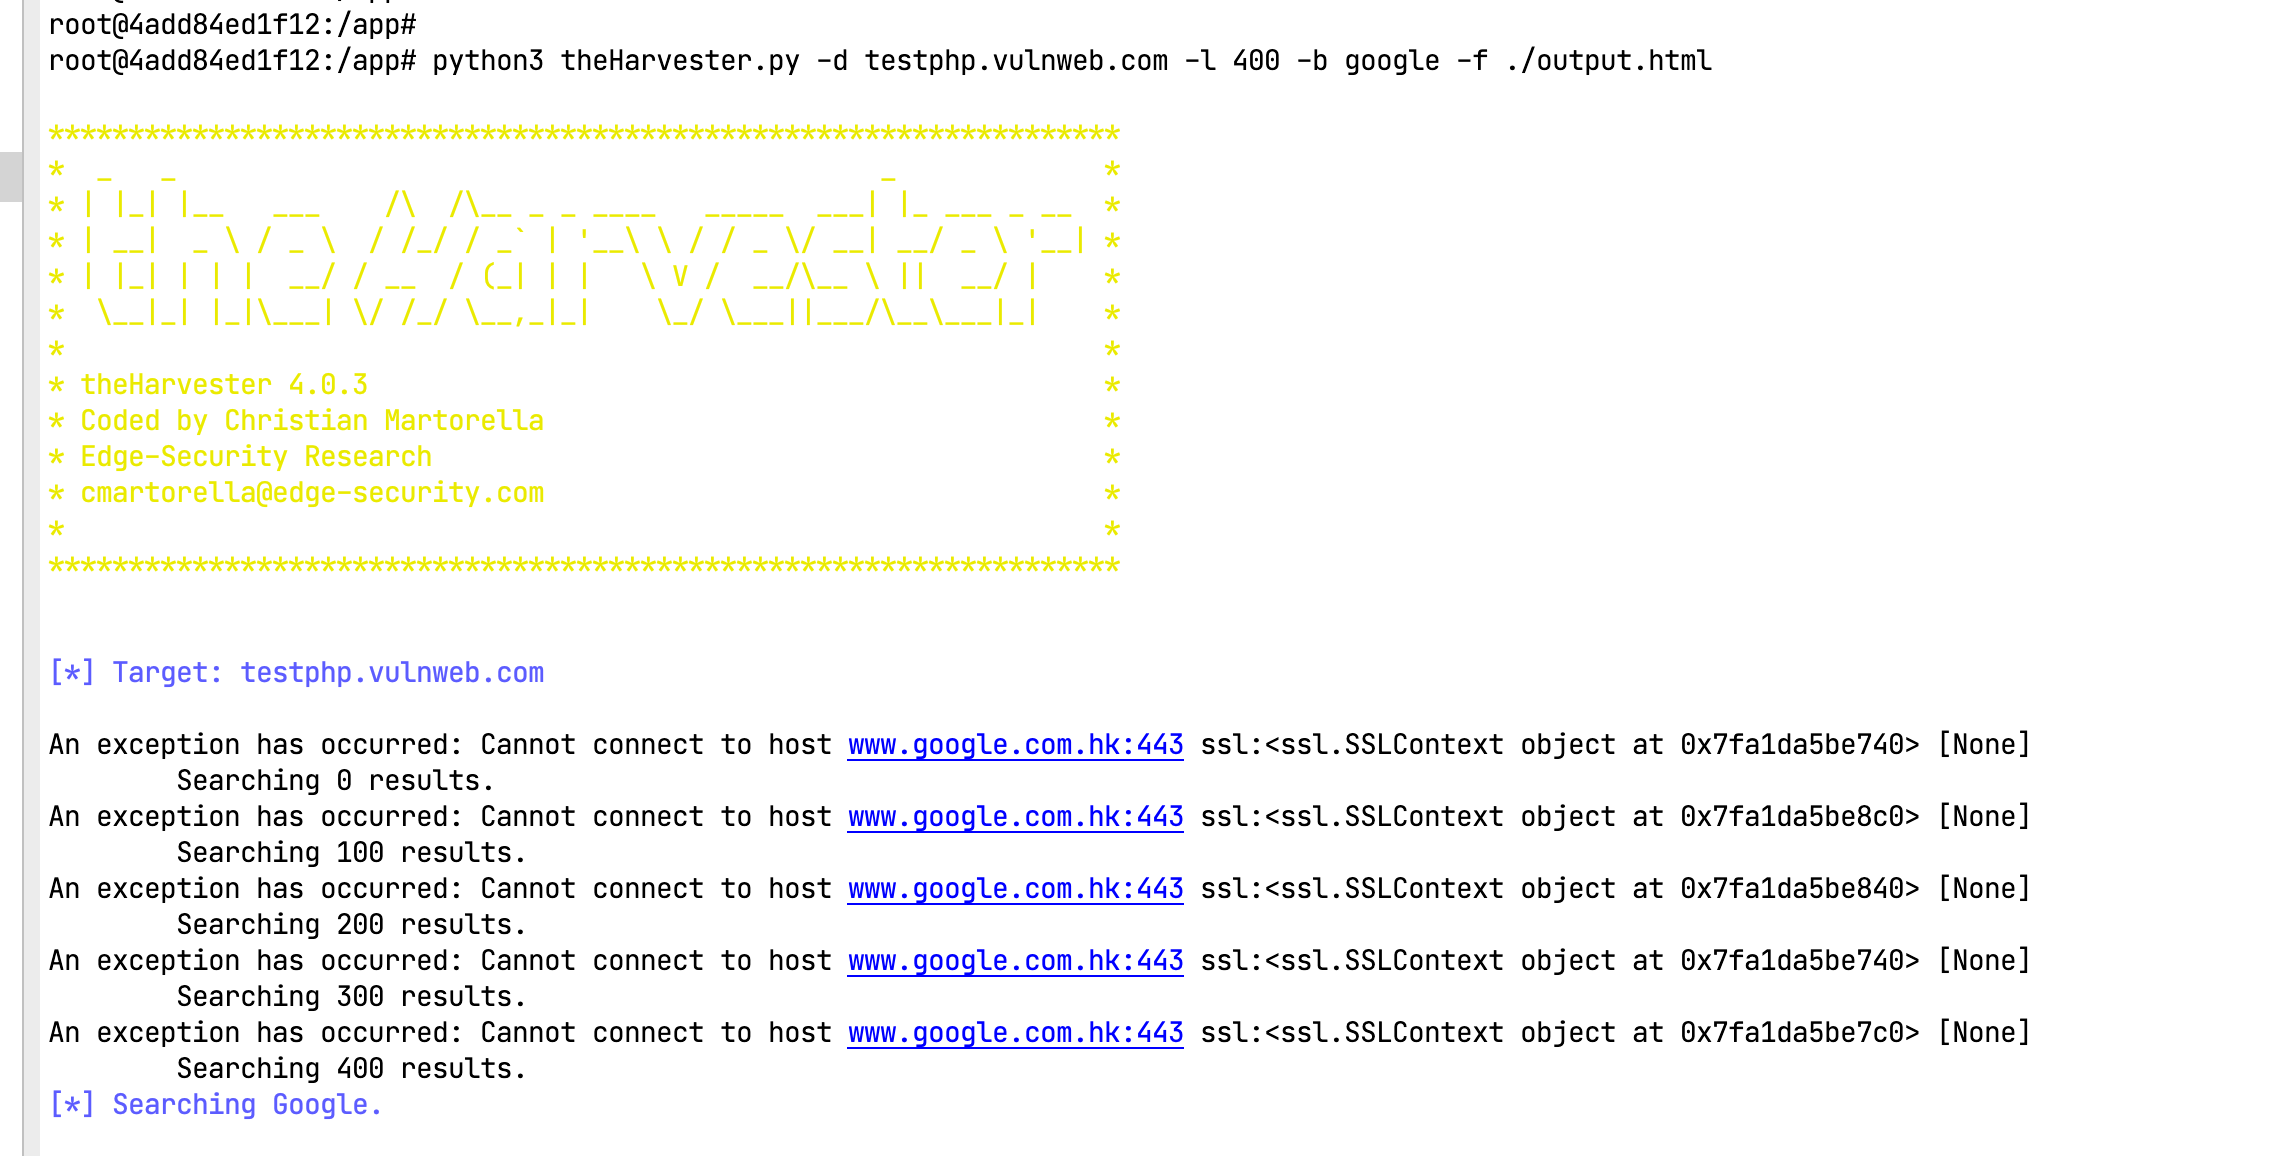 root@4add84ed1f12:/app#
root@4add84ed1f12:/app# python3 theHarvester.py -d testphp.vulnweb.com -l 400 -b google -f ./output.html
*******************************************************************
*  _    _                                             _             *
* | |_| |__   ___    /\  /\__ _ _ ____   _____  ___| |_ ___ _ __  *
* | __|  _ \ / _ \  / /_/ / _` | '__\ \ / / _ \/ __| __/ _ \ '__| *
* | |_| | | |  __/ / __  / (_| | |   \ V /  __/\__ \ ||  __/ |    *
*  \__|_| |_|\___| \/ /_/ \__,_|_|    \_/ \___||___/\__\___|_|    *
*                                                                 *
* theHarvester 4.0.3                                              *
* Coded by Christian Martorella                                   *
* Edge-Security Research                                          *
* cmartorella@edge-security.com                                   *
*                                                                 *
*******************************************************************
[*] Target: testphp.vulnweb.com
An exception has occurred: Cannot connect to host www.google.com.hk:443 ssl:<ssl.SSLContext object at 0x7fa1da5be740> [None]
        Searching 0 results.
An exception has occurred: Cannot connect to host www.google.com.hk:443 ssl:<ssl.SSLContext object at 0x7fa1da5be8c0> [None]
        Searching 100 results.
An exception has occurred: Cannot connect to host www.google.com.hk:443 ssl:<ssl.SSLContext object at 0x7fa1da5be840> [None]
        Searching 200 results.
An exception has occurred: Cannot connect to host www.google.com.hk:443 ssl:<ssl.SSLContext object at 0x7fa1da5be740> [None]
        Searching 300 results.
An exception has occurred: Cannot connect to host www.google.com.hk:443 ssl:<ssl.SSLContext object at 0x7fa1da5be7c0> [None]
        Searching 400 results.
[*] Searching Google.